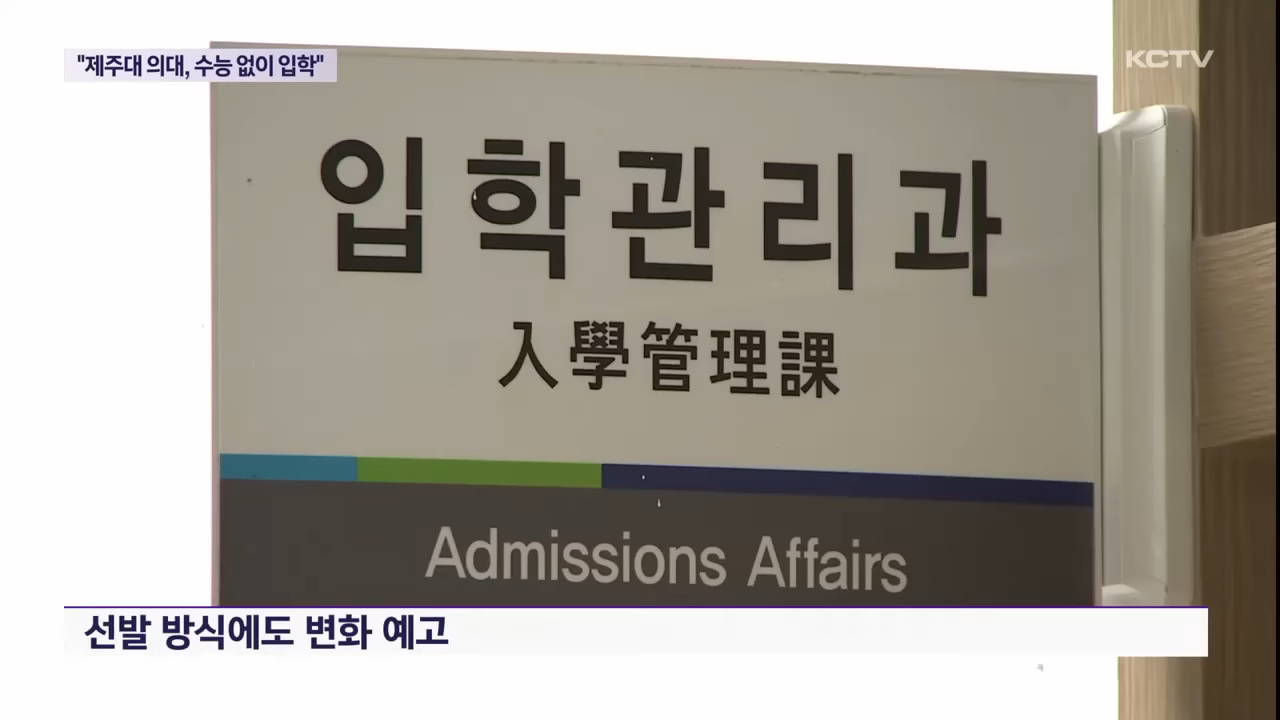 "제주대 의대, 수능 없이 입학"
KCTV
입학관리과
入學管理課
Admissions Affairs
선발 방식에도 변화 예고